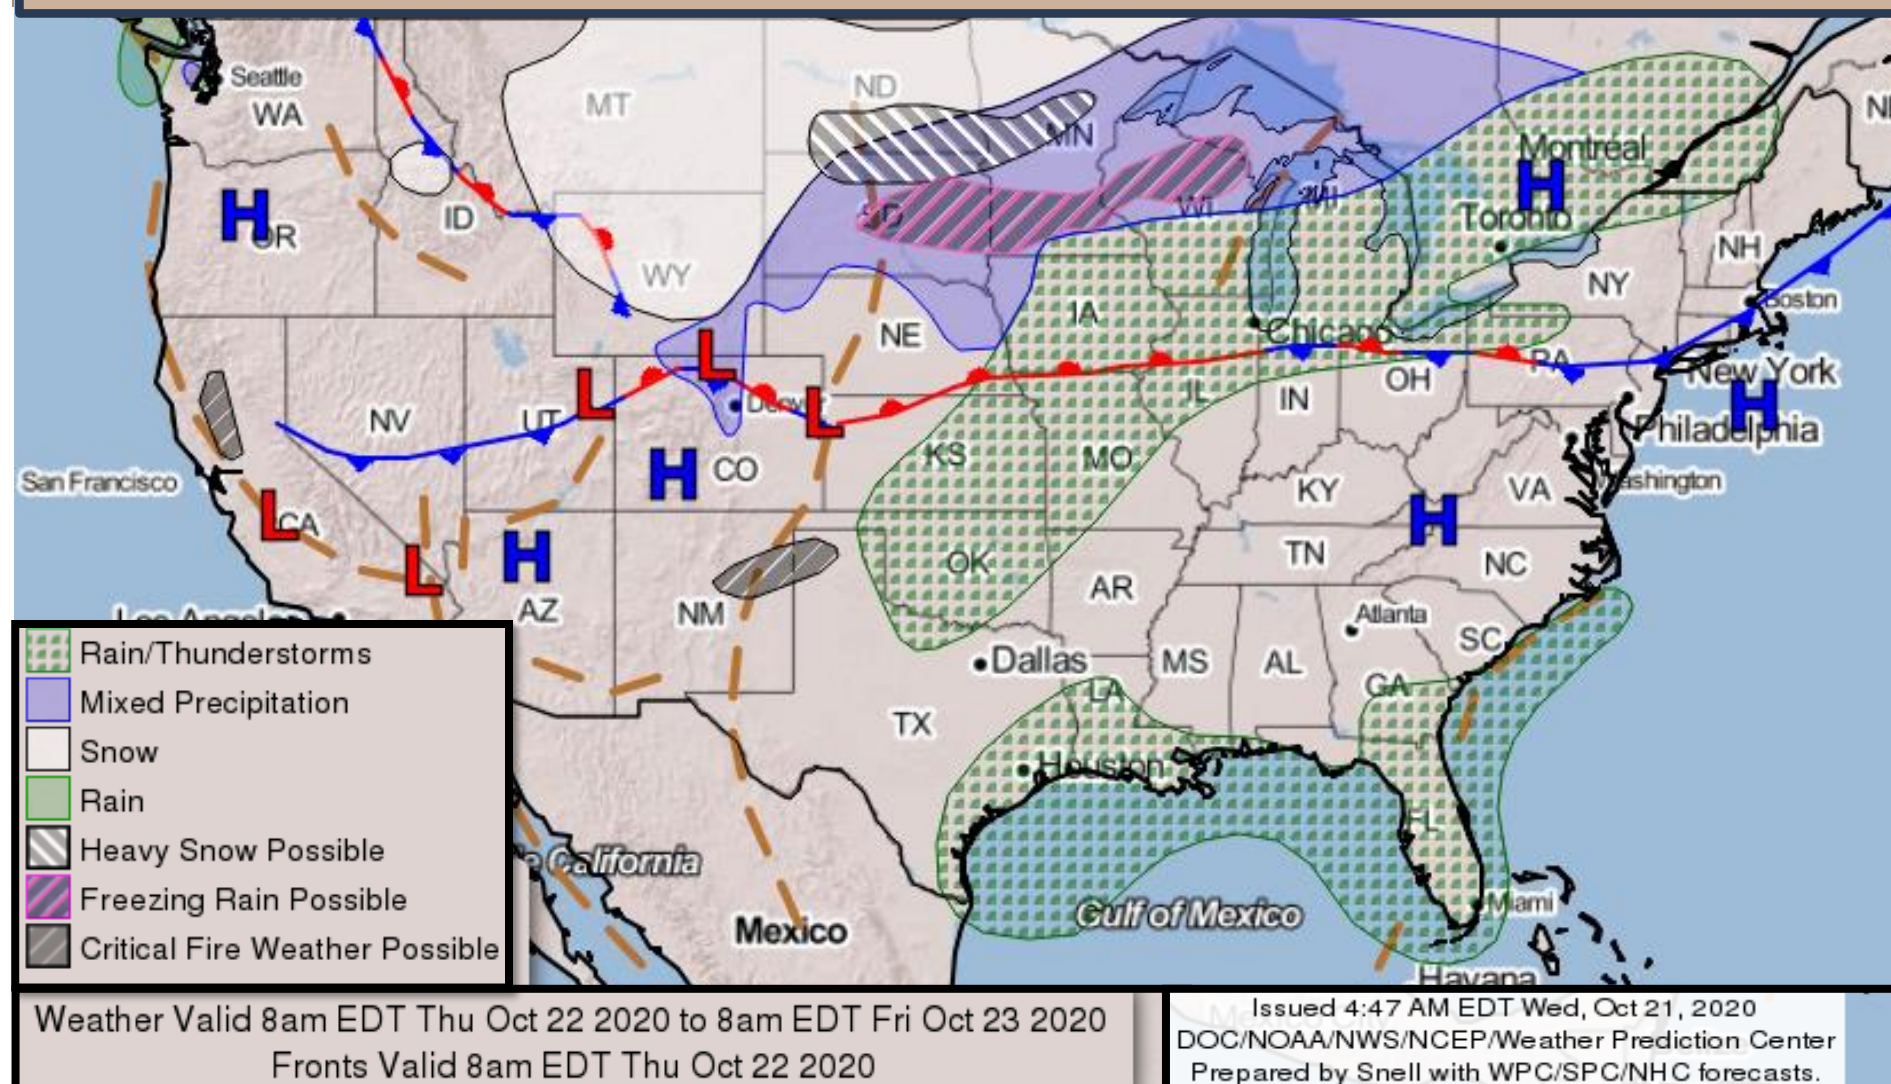 Seattle
WA
MT
ND
MN
Montréal
OR
ID
SD
WI
MI
Toronto
NH
WY
NY
Boston
IA
NE
Chicago
PA
New York
NV
UT
Denver
IL
IN
OH
Philadelphia
San Francisco
CO
KS
MO
KY
VA
Washington
CA
H
H
H
H
H
H
L
L
L
L
L
OK
TN
NC
AZ
NM
AR
Atlanta
Los Angeles
SC
Dallas
MS
AL
GA
LA
TX
Houston
FL
California
Mexico
Gulf of Mexico
Miami
Havana
Rain/Thunderstorms
Mixed Precipitation
Snow
Rain
Heavy Snow Possible
Freezing Rain Possible
Critical Fire Weather Possible
Weather Valid 8am EDT Thu Oct 22 2020 to 8am EDT Fri Oct 23 2020
Fronts Valid 8am EDT Thu Oct 22 2020
Issued 4:47 AM EDT Wed, Oct 21, 2020
DOC/NOAA/NWS/NCEP/Weather Prediction Center
Prepared by Snell with WPC/SPC/NHC forecasts.